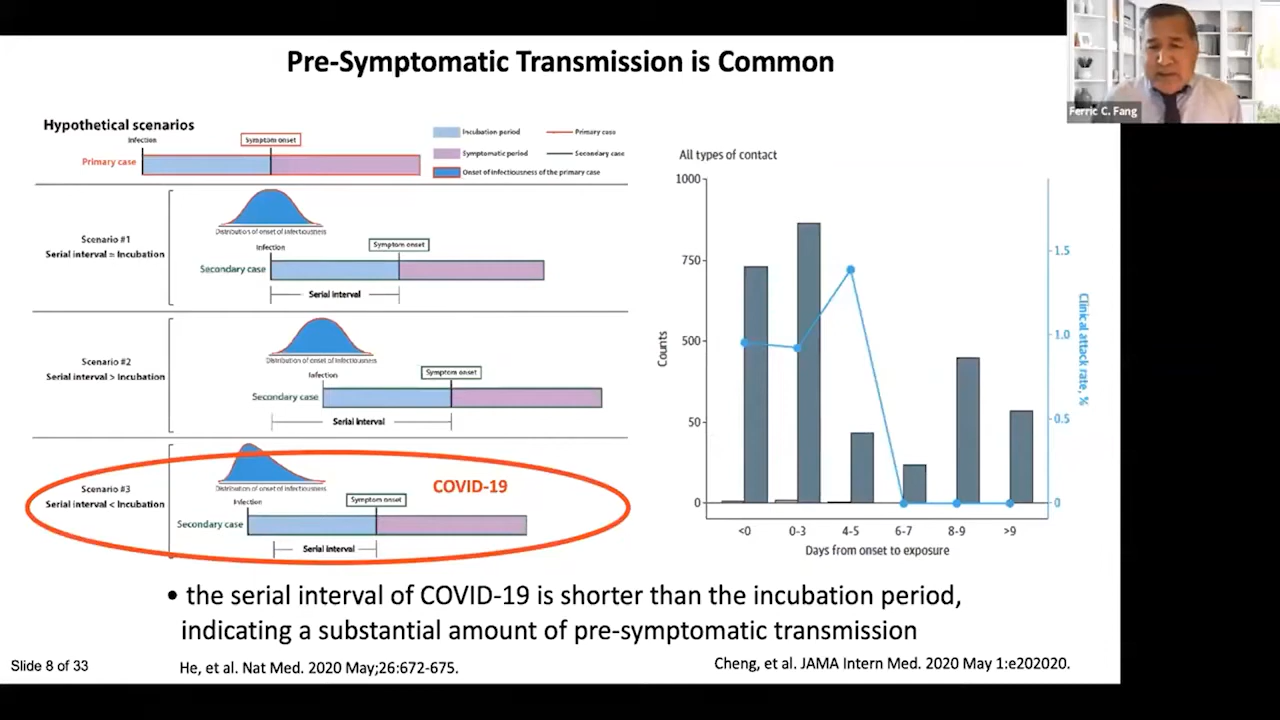 Pre-Symptomatic Transmission is Common
Ferric C. Fang
Hypothetical scenarios
Infection
Symptom onset
Primary case
Incubation period
Primary case
Symptomatic period
Secondary case
Onset of infectiousness of the primary case
Scenario #1
Serial interval = Incubation
Distribution of onset of infectiousness
Infection
Symptom onset
Secondary case
Serial interval
Scenario #2
Serial interval > Incubation
Distribution of onset of infectiousness
Infection
Symptom onset
Secondary case
Serial interval
Scenario #3
Serial interval < Incubation
Distribution of onset of infectiousness
COVID-19
Infection
Symptom onset
Secondary case
Serial interval
All types of contact
1000
750
500
50
0
Counts
1.5
1.0
0.5
0
Clinical attack rate, %
<0 0-3 4-5 6-7 8-9 >9
Days from onset to exposure
• the serial interval of COVID-19 is shorter than the incubation period,
indicating a substantial amount of pre-symptomatic transmission
Slide 8 of 33
He, et al. Nat Med. 2020 May;26:672-675.
Cheng, et al. JAMA Intern Med. 2020 May 1:e202020.